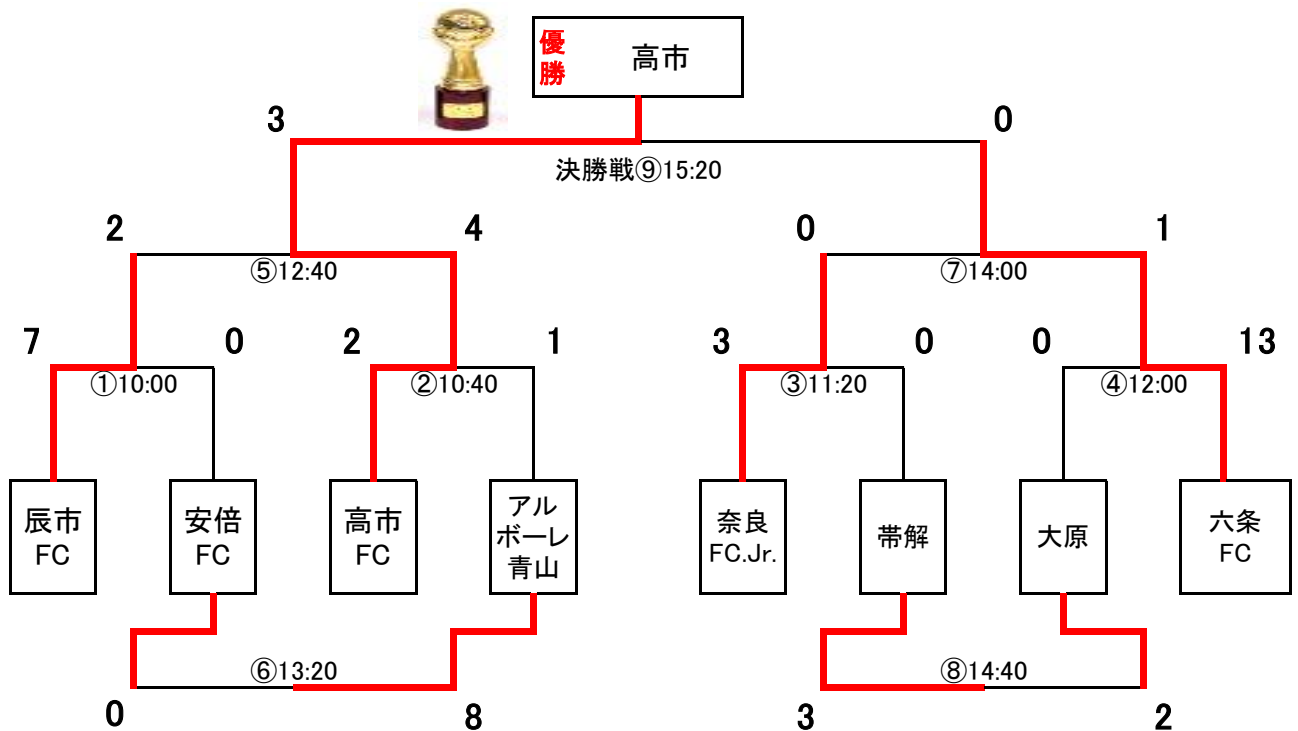 優勝
高市
3
0
決勝戦⑨15:20
2
4
0
1
⑤12:40
⑦14:00
7
0
2
1
3
0
0
13
①10:00
②10:40
③11:20
④12:00
辰市
FC
安倍
FC
高市
FC
アル
ボーレ
青山
奈良
FC.Jr.
帯解
大原
六条
FC
⑥13:20
⑧14:40
0
8
3
2